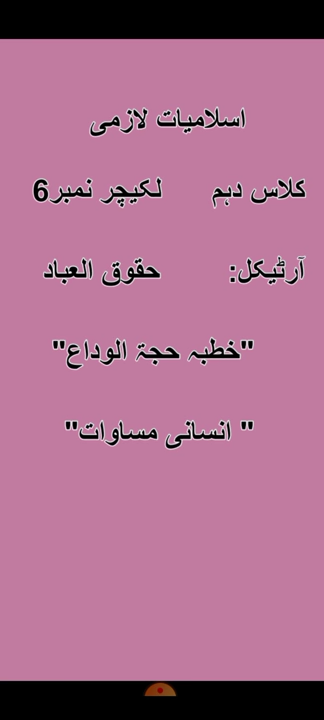 اسلامیات لازمی
کلاس دہم لکیچر نمبر6
آرٹیکل: حقوق العباد
"خطبہ حجۃ الوداع"
" انسانی مساوات"